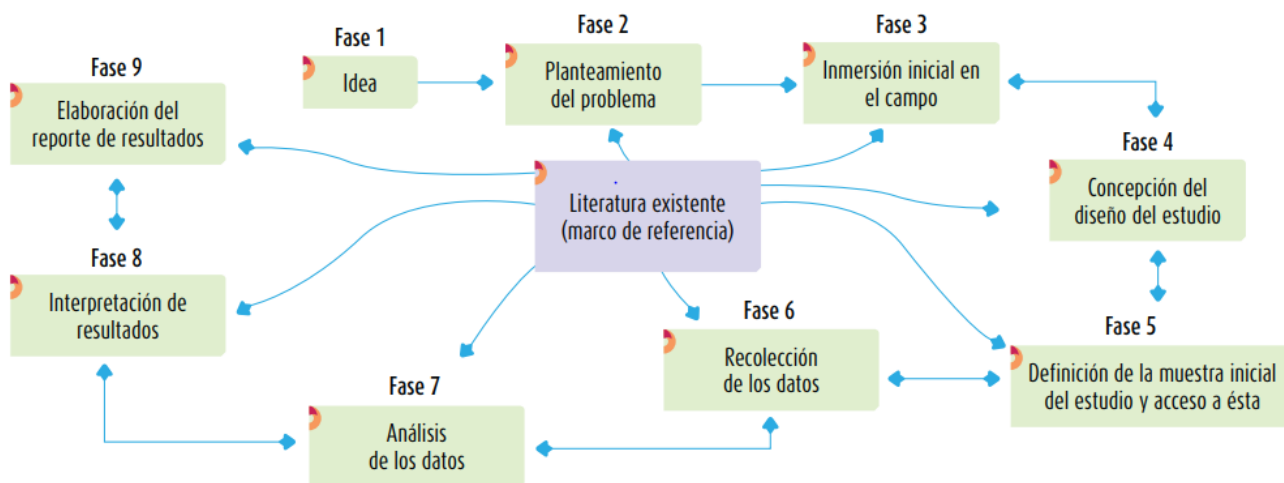 Fase 1
Idea
Fase 2
Planteamiento
del problema
Fase 3
Inmersión inicial en
el campo
Fase 4
Concepción del
diseño del estudio
Fase 5
Definición de la muestra inicial
del estudio y acceso a ésta
Fase 6
Recolección
de los datos
Fase 7
Análisis
de los datos
Fase 8
Interpretación de
resultados
Fase 9
Elaboración del
reporte de resultados
Literatura existente
(marco de referencia)